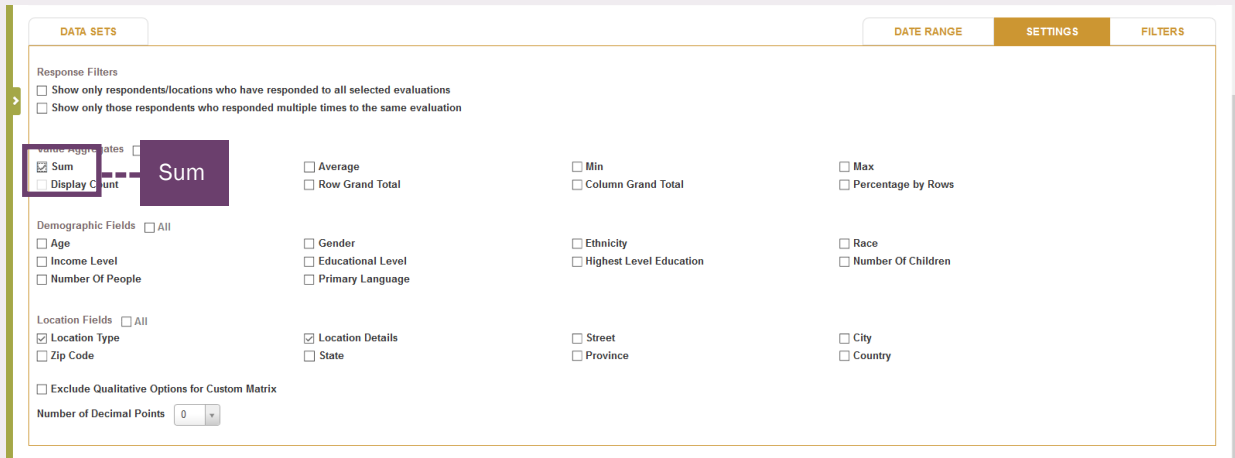 DATA SETS DATE RANGE SETTINGS FILTERS
Response Filters
Show only respondents/locations who have responded to all selected evaluations
Show only those respondents who responded multiple times to the same evaluation
Value Aggregates
Sum Sum Average Min Max
Display Count Row Grand Total Column Grand Total Percentage by Rows
Demographic Fields All
Age Gender Ethnicity Race
Income Level Educational Level Highest Level Education Number Of Children
Number Of People Primary Language
Location Fields All
Location Type Location Details Street City
Zip Code State Province Country
Exclude Qualitative Options for Custom Matrix
Number of Decimal Points 0